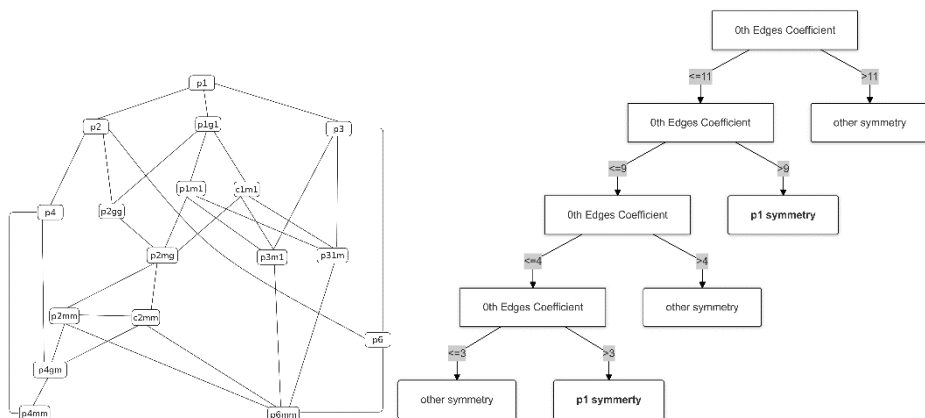 p1
p2
p1g1
p3
p1m1
c1m1
p4
p2gg
p2mg
p3m1
p31m
p2mm
c2mm
p6
p4gm
p4mm
p6mm
0th Edges Coefficient
<=11
>11
0th Edges Coefficient
other symmetry
<=9
>9
0th Edges Coefficient
p1 symmetry
<=4
>4
0th Edges Coefficient
other symmetry
<=3
>3
other symmetry
p1 symmerty